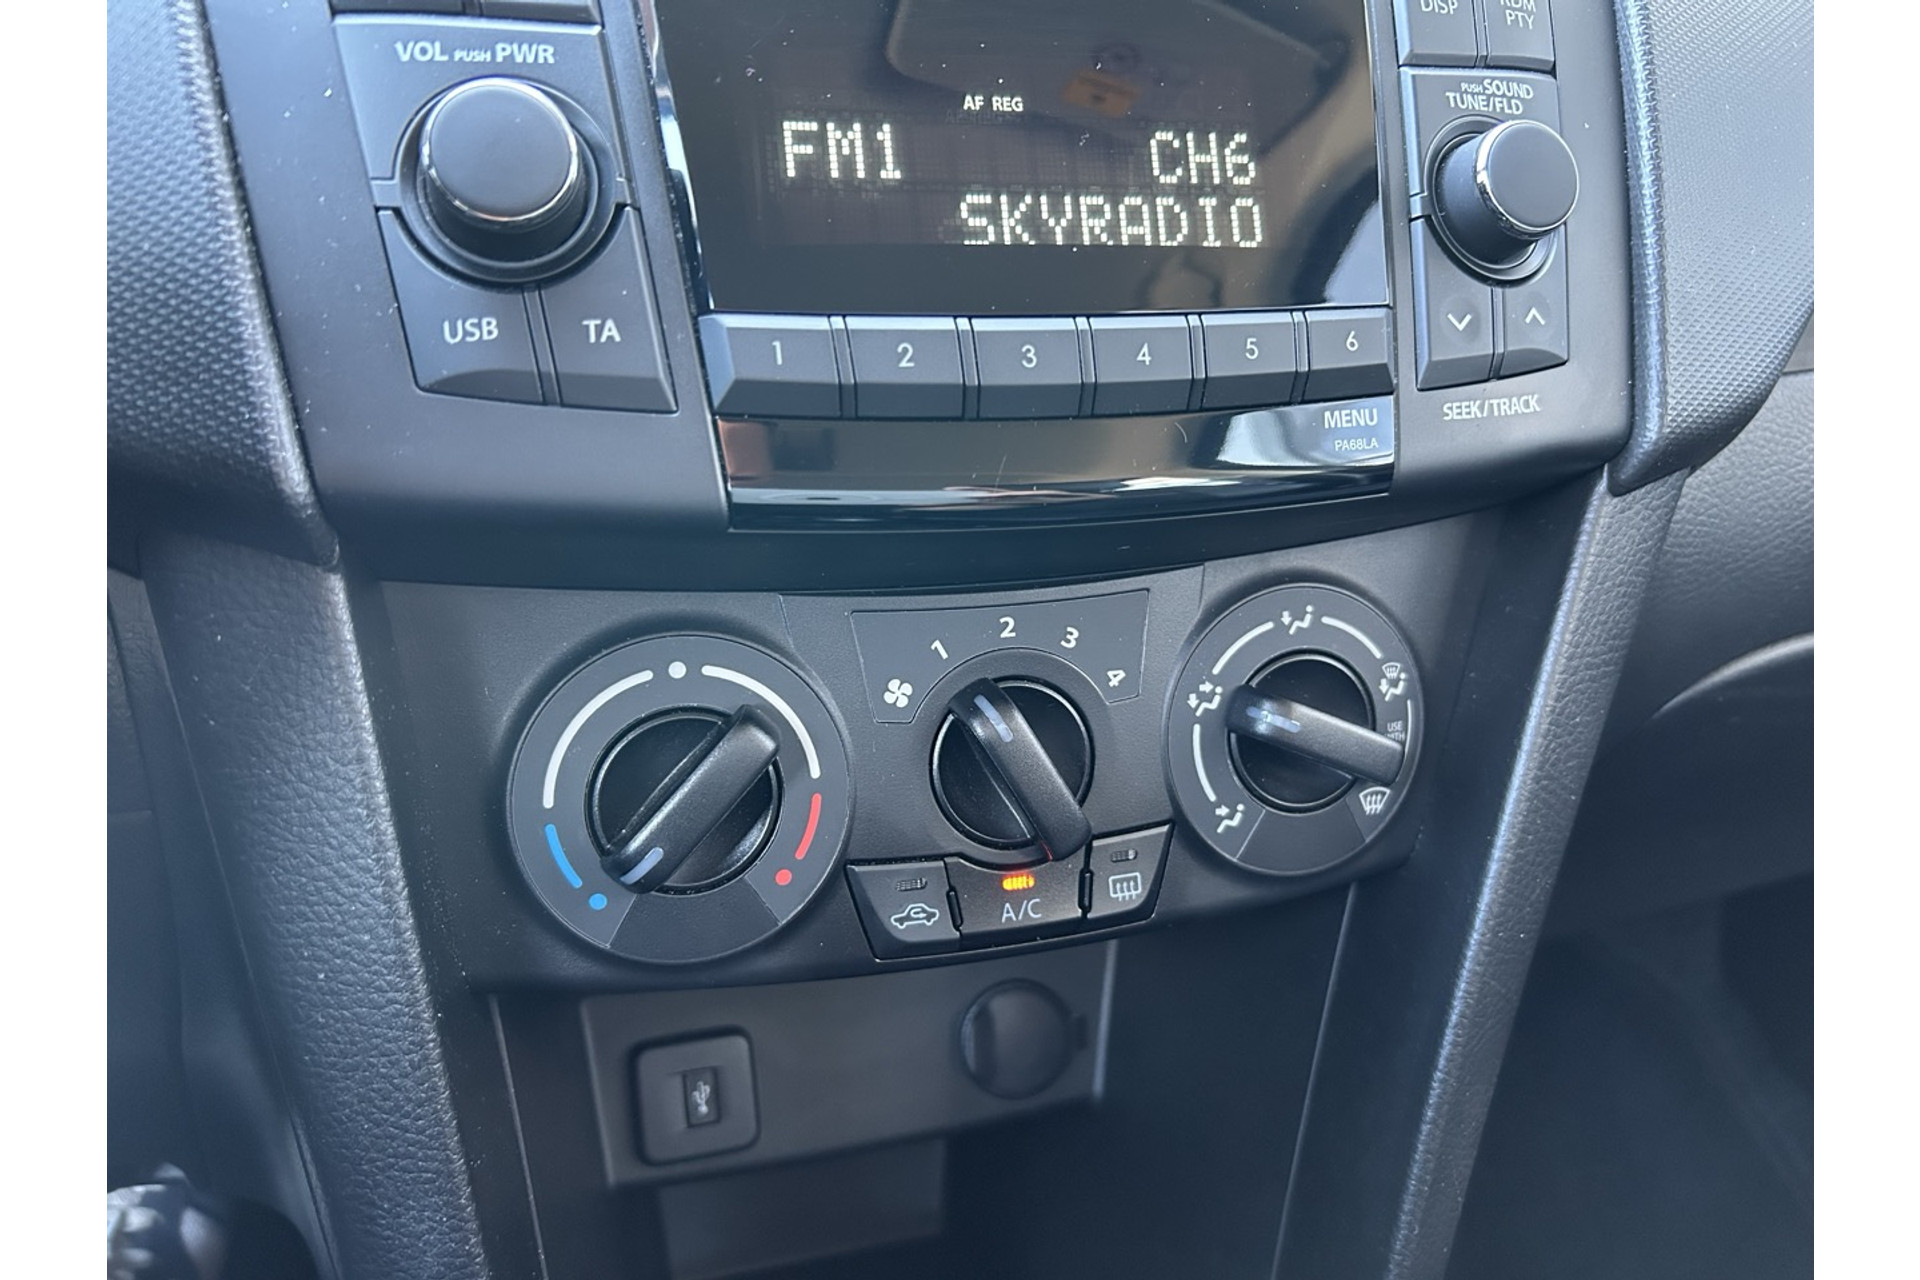 DISP
RDM
PTY
VOL PUSH PWR
PUSH SOUND
TUNE/FLD
AF REG
FM1 CH6
SKYRADIO
USB TA
1 2 3 4 5 6
MENU
PA68LA
SEEK/TRACK
1 2 3 4
USE
A/C